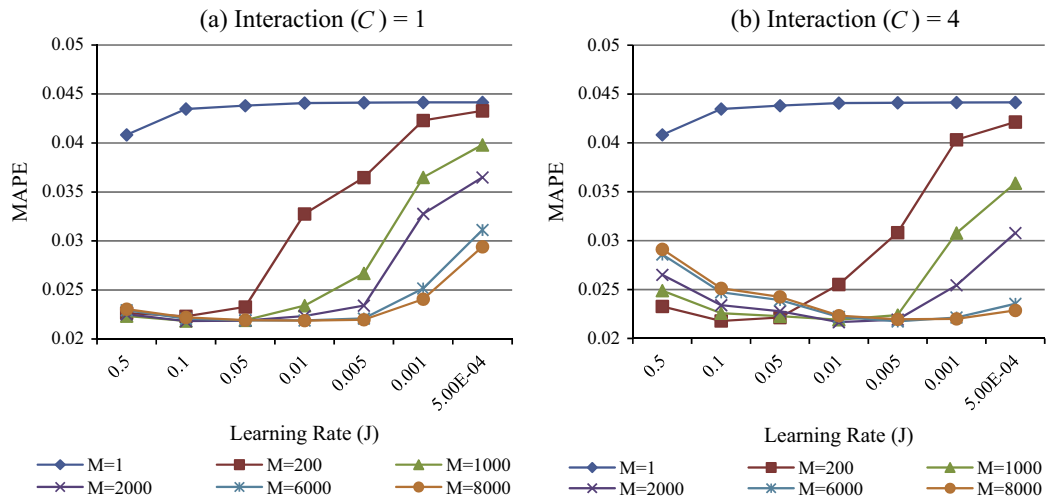 (a) Interaction (C) = 1
0.05
0.045
0.04
0.035
0.03
0.025
0.02
MAPE
0.5
0.1
0.05
0.01
0.005
0.001
5.00E-04
Learning Rate (J)
M=1
M=200
M=1000
M=2000
M=6000
M=8000
(b) Interaction (C) = 4
0.05
0.045
0.04
0.035
0.03
0.025
0.02
MAPE
0.5
0.1
0.05
0.01
0.005
0.001
5.00E-04
Learning Rate (J)
M=1
M=200
M=1000
M=2000
M=6000
M=8000